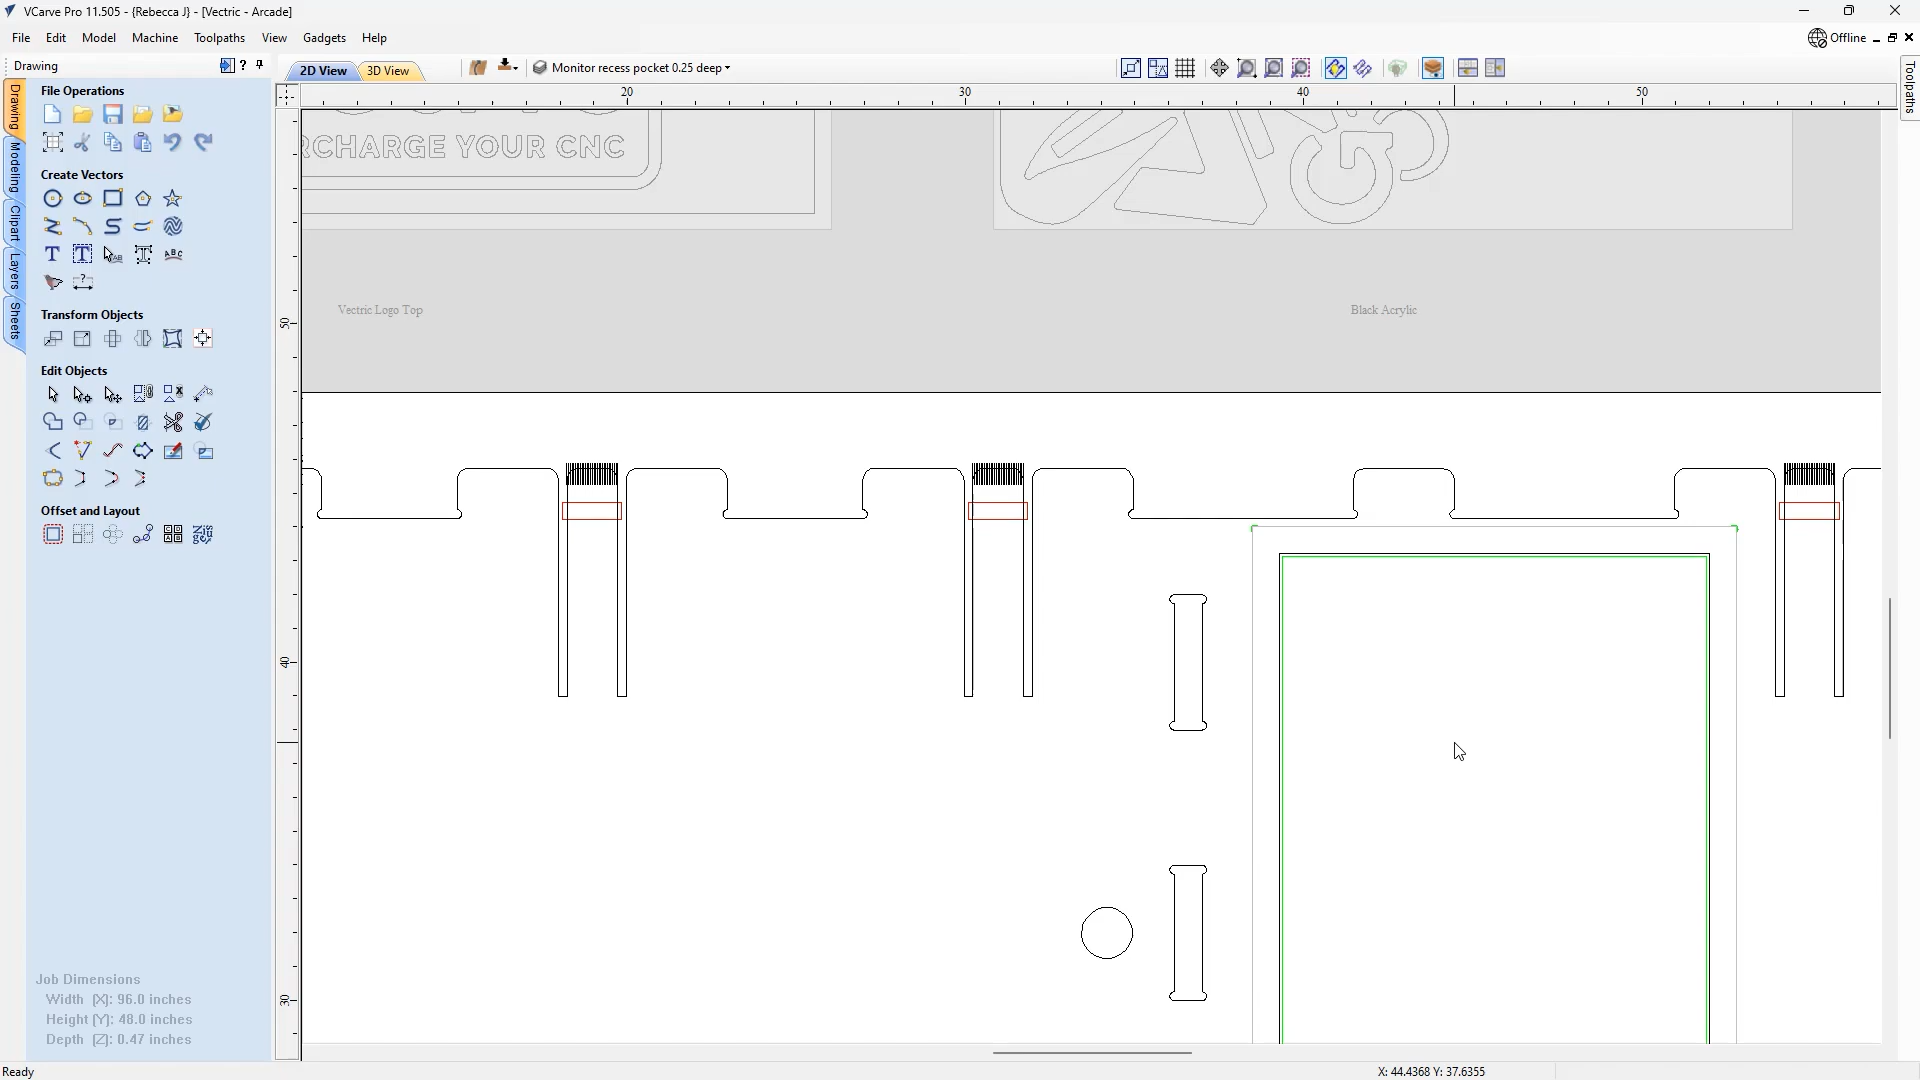 VCarve Pro 11.505 - {Rebecca J} - [Vectric - Arcade]
File Edit Model Machine Toolpaths View Gadgets Help
Offline
Drawing
2D View
3D View
Monitor recess pocket 0.25 deep
Toolpaths
Drawing
Modeling
Clipart
Layers
Sheets
File Operations
Create Vectors
Transform Objects
Edit Objects
Offset and Layout
20 30 40 50
50
40
30
RCHARGE YOUR CNC
Vectric Logo Top
Black Acrylic
Job Dimensions
Width (X): 96.0 inches
Height (Y): 48.0 inches
Depth (Z): 0.47 inches
Ready
X: 44.4368 Y: 37.6355